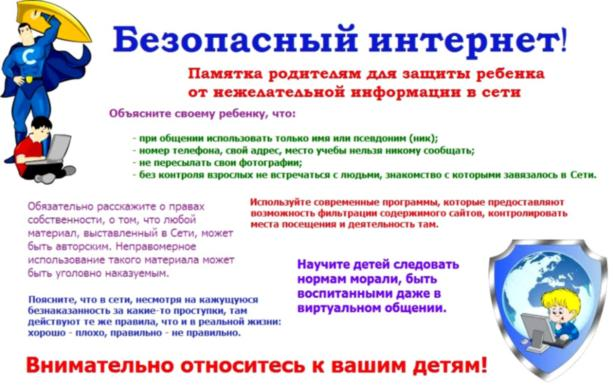 Безопасный интернет!
Памятка родителям для защиты ребенка
от нежелательной информации в сети
Объясните своему ребенку, что:
- при общении использовать только имя или псевдоним (ник);
- номер телефона, свой адрес, место учебы нельзя никому сообщать;
- не пересылать свои фотографии;
- без контроля взрослых не встречаться с людьми, знакомство с которыми завязалось в Сети.
Обязательно расскажите о правах
собственности, о том, что любой
материал, выставленный в Сети, может
быть авторским. Неправомерное
использование такого материала может
быть уголовно наказуемым.
Используйте современные программы, которые предоставляют
возможность фильтрации содержимого сайтов, контролировать
места посещения и деятельность там.
Научите детей следовать
нормам морали, быть
воспитанными даже в
виртуальном общении.
Поясните, что в сети, несмотря на кажущуюся
безнаказанность за какие-то проступки, там
действуют те же правила, что и в реальной жизни:
хорошо - плохо, правильно - не правильно.
Внимательно относитесь к вашим детям!